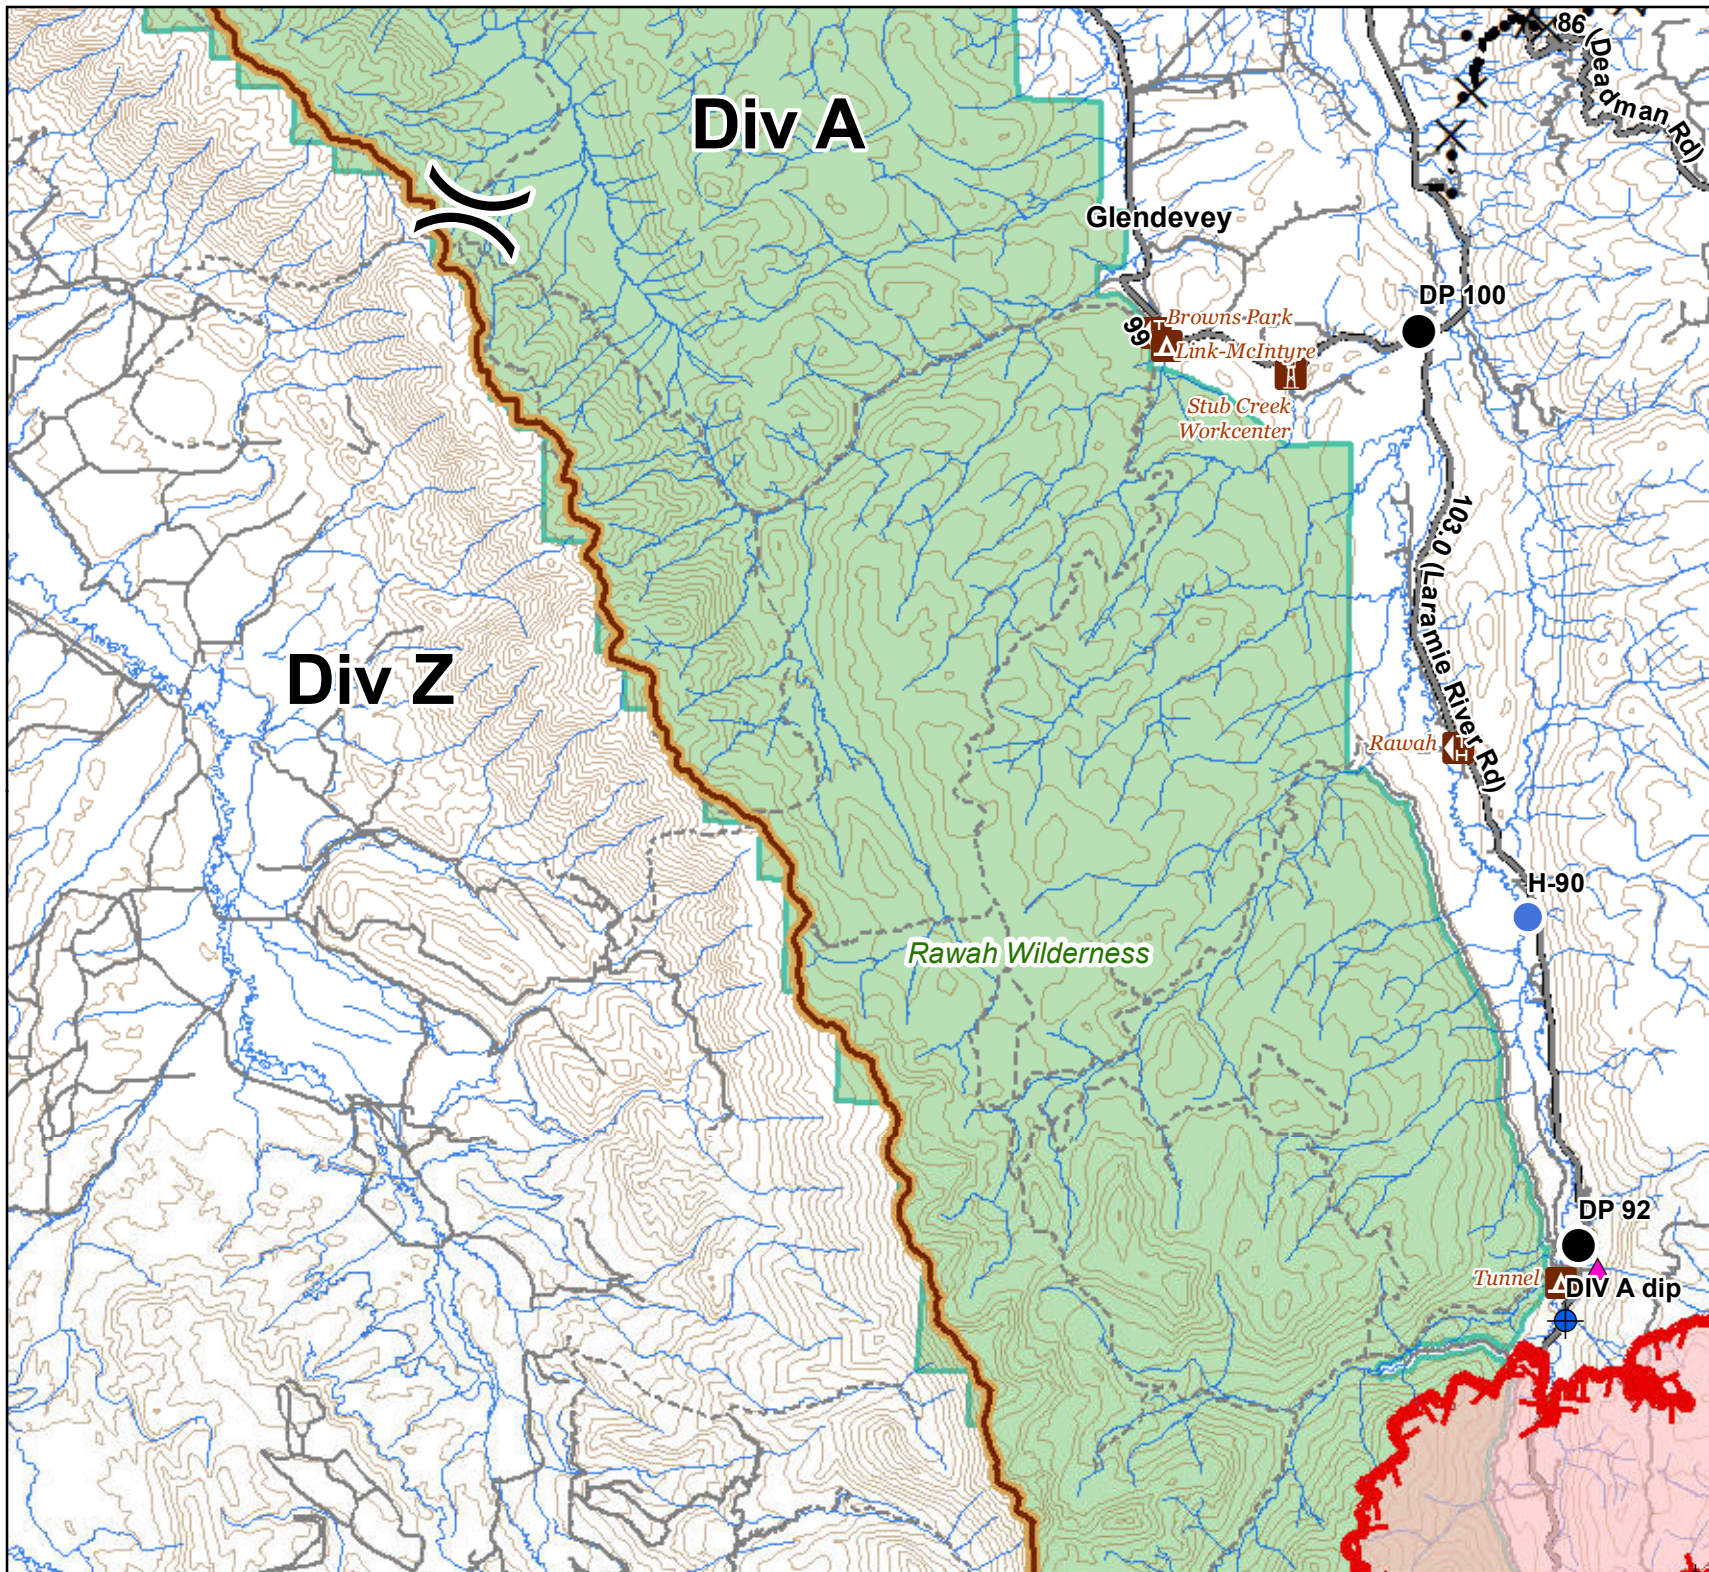 86 (Deadman Rd)
Div A
Glendevey
DP 100
99
Browns Park
Link-McIntyre
Stub Creek
Workcenter
103.0 (Laramie River Rd)
Div Z
Rawah
TH
H-90
Rawah Wilderness
DP 92
Tunnel
DIV A dip